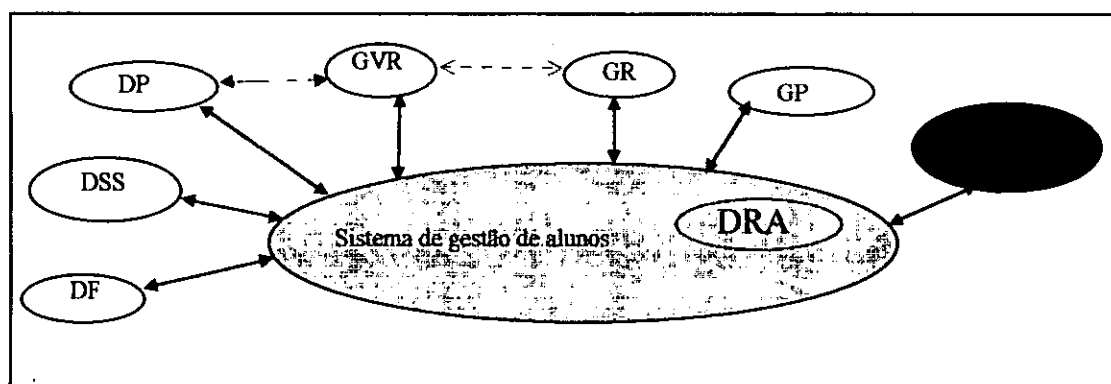 GVR
GR
DP
GP
DSS
DRA
Sistema de gestão de alunos
DF